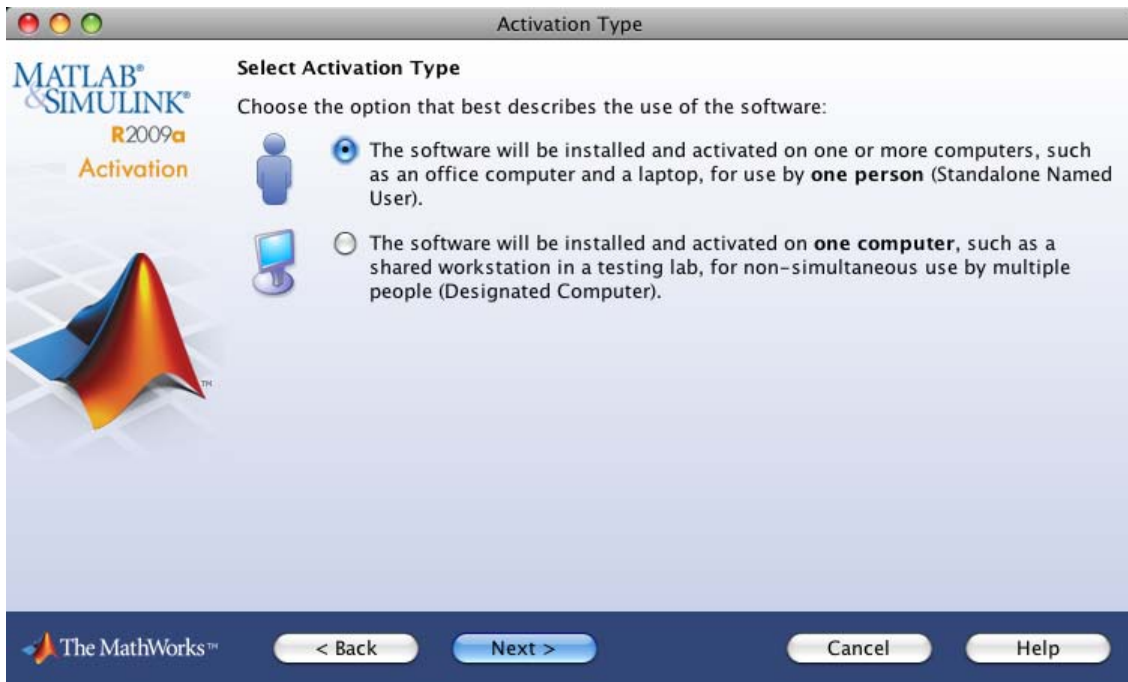 Activation Type
MATLAB®
&SIMULINK®
R2009a
Activation
TM
Select Activation Type
Choose the option that best describes the use of the software:
The software will be installed and activated on one or more computers, such
as an office computer and a laptop, for use by one person (Standalone Named
User).
The software will be installed and activated on one computer, such as a
shared workstation in a testing lab, for non-simultaneous use by multiple
people (Designated Computer).
The MathWorks™
< Back
Next >
Cancel
Help